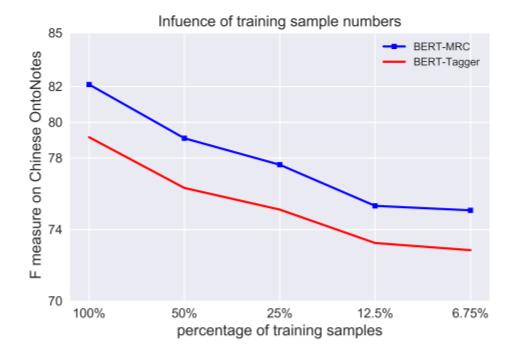 Infuence of training sample numbers
85
82
80
78
74
70
F measure on Chinese OntoNotes
BERT-MRC
BERT-Tagger
100% 50% 25% 12.5% 6.75%
percentage of training samples